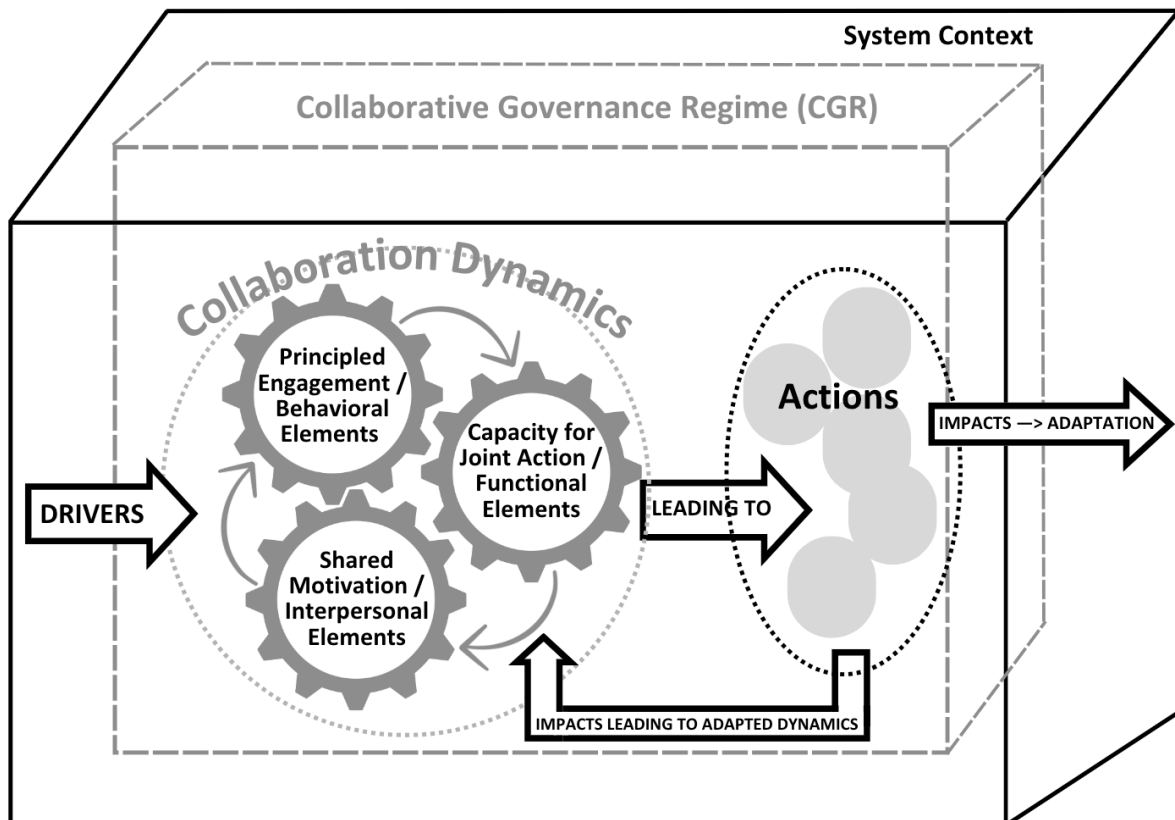 System Context
Collaborative Governance Regime (CGR)
Collaboration Dynamics
Principled
Engagement /
Behavioral
Elements
Capacity for
Joint Action /
Functional
Elements
Shared
Motivation /
Interpersonal
Elements
DRIVERS
LEADING TO
Actions
IMPACTS —> ADAPTATION
IMPACTS LEADING TO ADAPTED DYNAMICS